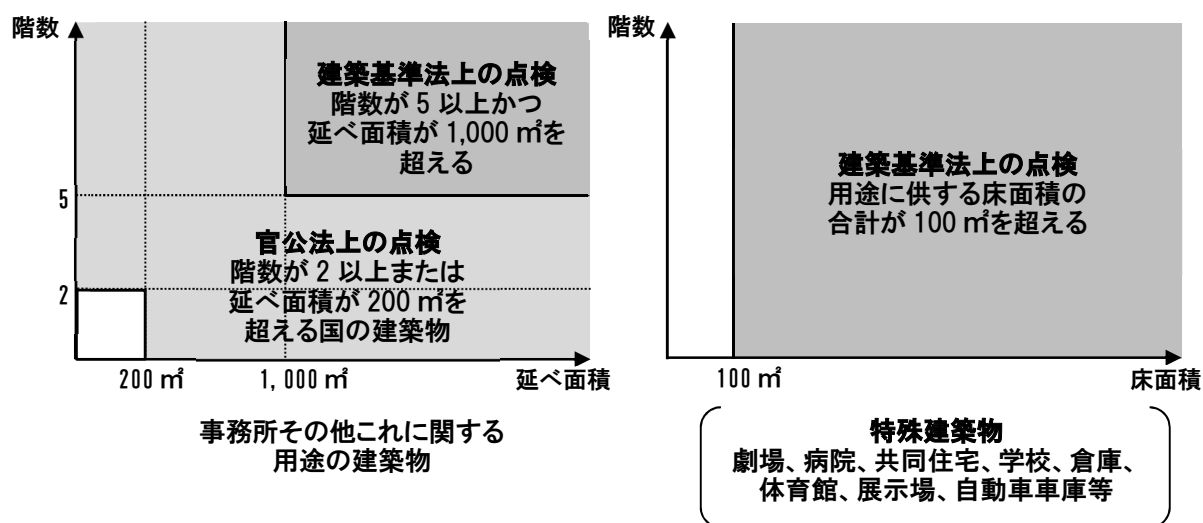 階数
建築基準法上の点検
階数が 5 以上かつ
延べ面積が 1,000 ㎡を
超える
5
官公法上の点検
階数が 2 以上または
2
延べ面積が 200 ㎡を
超える国の建築物
200 ㎡
1,000 ㎡
延べ面積
事務所その他これに関する
用途の建築物
階数
建築基準法上の点検
用途に供する床面積の
合計が 100 ㎡を超える
100 ㎡
床面積
特殊建築物
劇場、病院、共同住宅、学校、倉庫、
体育館、展示場、自動車車庫等